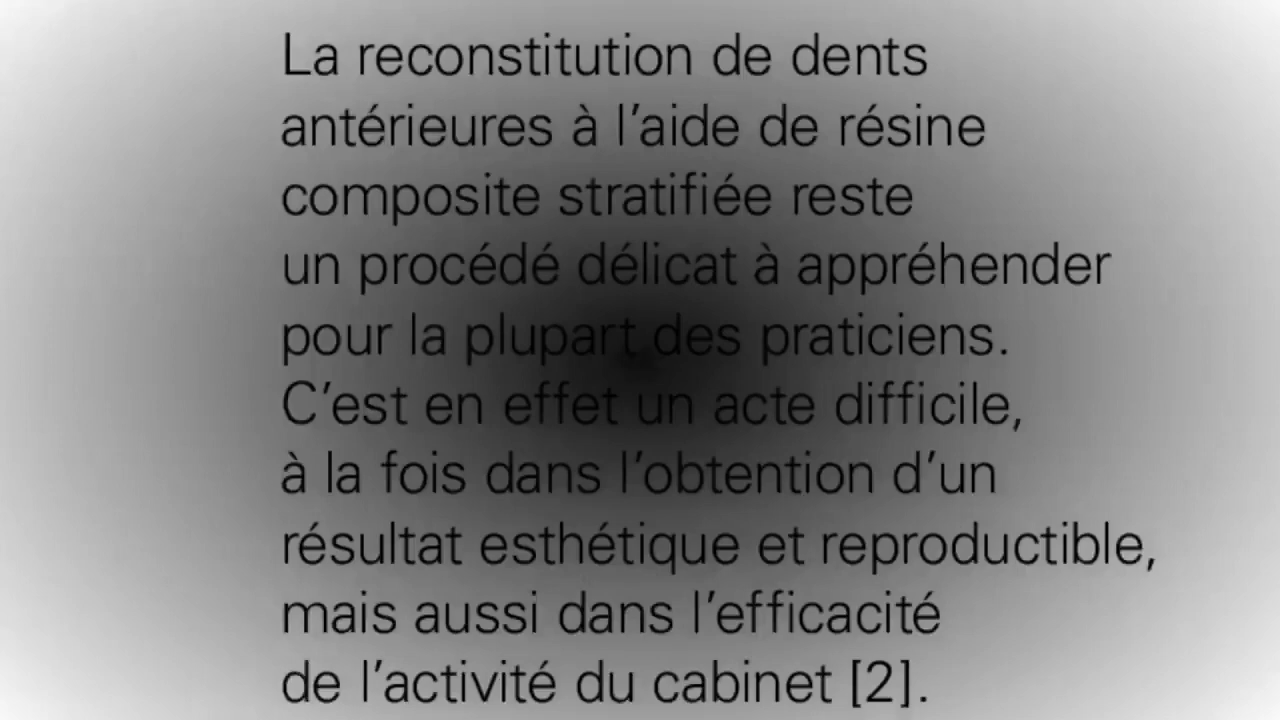 La reconstitution de dents
antérieures à l’aide de résine
composite stratifiée reste
un procédé délicat à appréhender
pour la plupart des praticiens.
C’est en effet un acte difficile,
à la fois dans l’obtention d’un
résultat esthétique et reproductible,
mais aussi dans l’efficacité
de l’activité du cabinet [2].